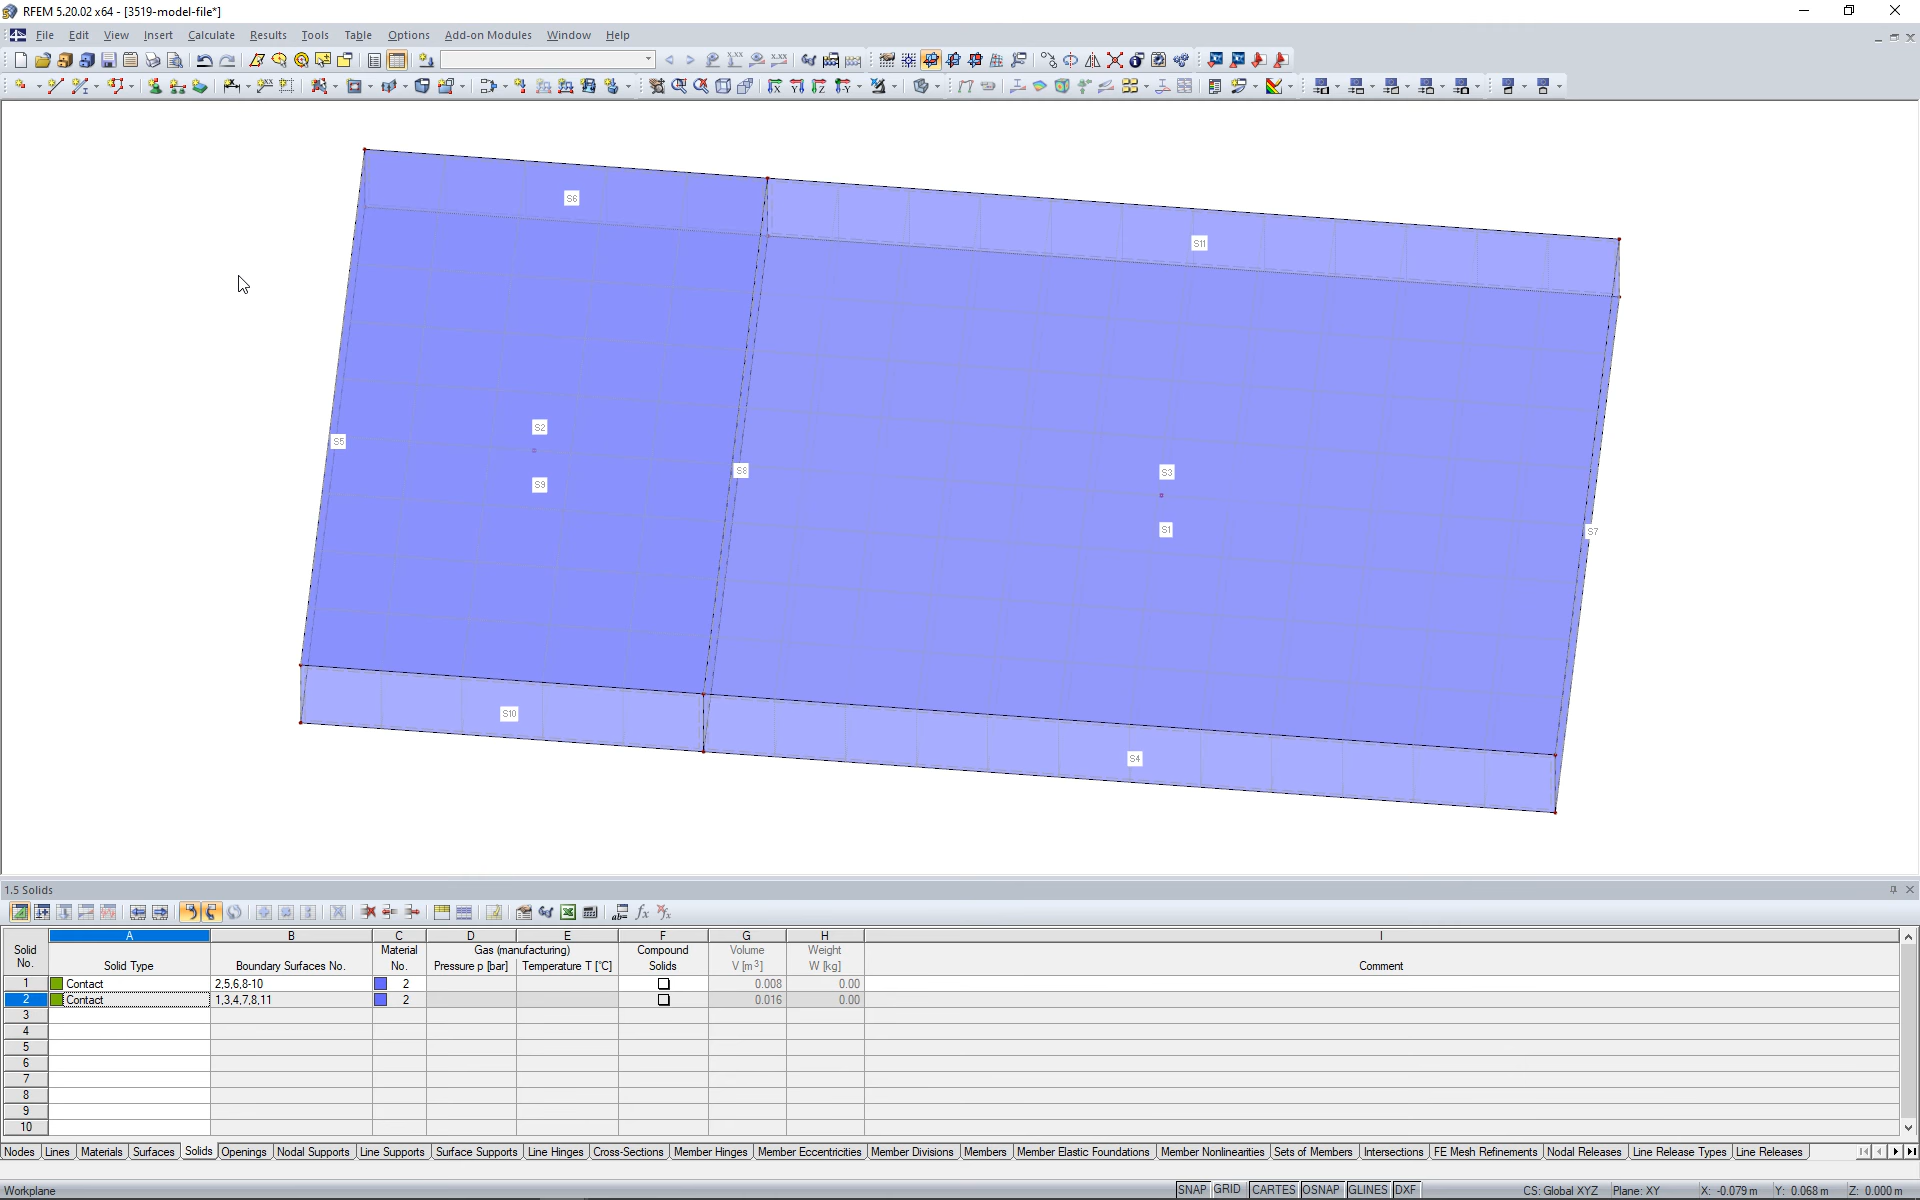 RFEM 5.20.02 x64 - [3519-model-file*]
File Edit View Insert Calculate Results Tools Table Options Add-on Modules Window Help
S6
S11
S2
S5
S8
S3
S9
S1
S7
S10
S4
1.5 Solids
A B C D E F G H I
Solid No. Solid Type Boundary Surfaces No. Material No. Gas (manufacturing) Pressure p [bar] Temperature T [°C] Compound Solids Volume V [m³] Weight W [kg] Comment
1 Contact 2,5,6,8-10 2 0.008 0.00
2 Contact 1,3,4,7,8,11 2 0.016 0.00
3
4
5
6
7
8
9
10
Nodes Lines Materials Surfaces Solids Openings Nodal Supports Line Supports Surface Supports Line Hinges Cross-Sections Member Hinges Member Eccentricities Member Divisions Members Member Elastic Foundations Member Nonlinearities Sets of Members Intersections FE Mesh Refinements Nodal Releases Line Release Types Line Releases
Workplane SNAP GRID CARTES OSNAP GLINES DXF CS: Global XYZ Plane: XY X: -0.079 m Y: 0.068 m Z: 0.000 m